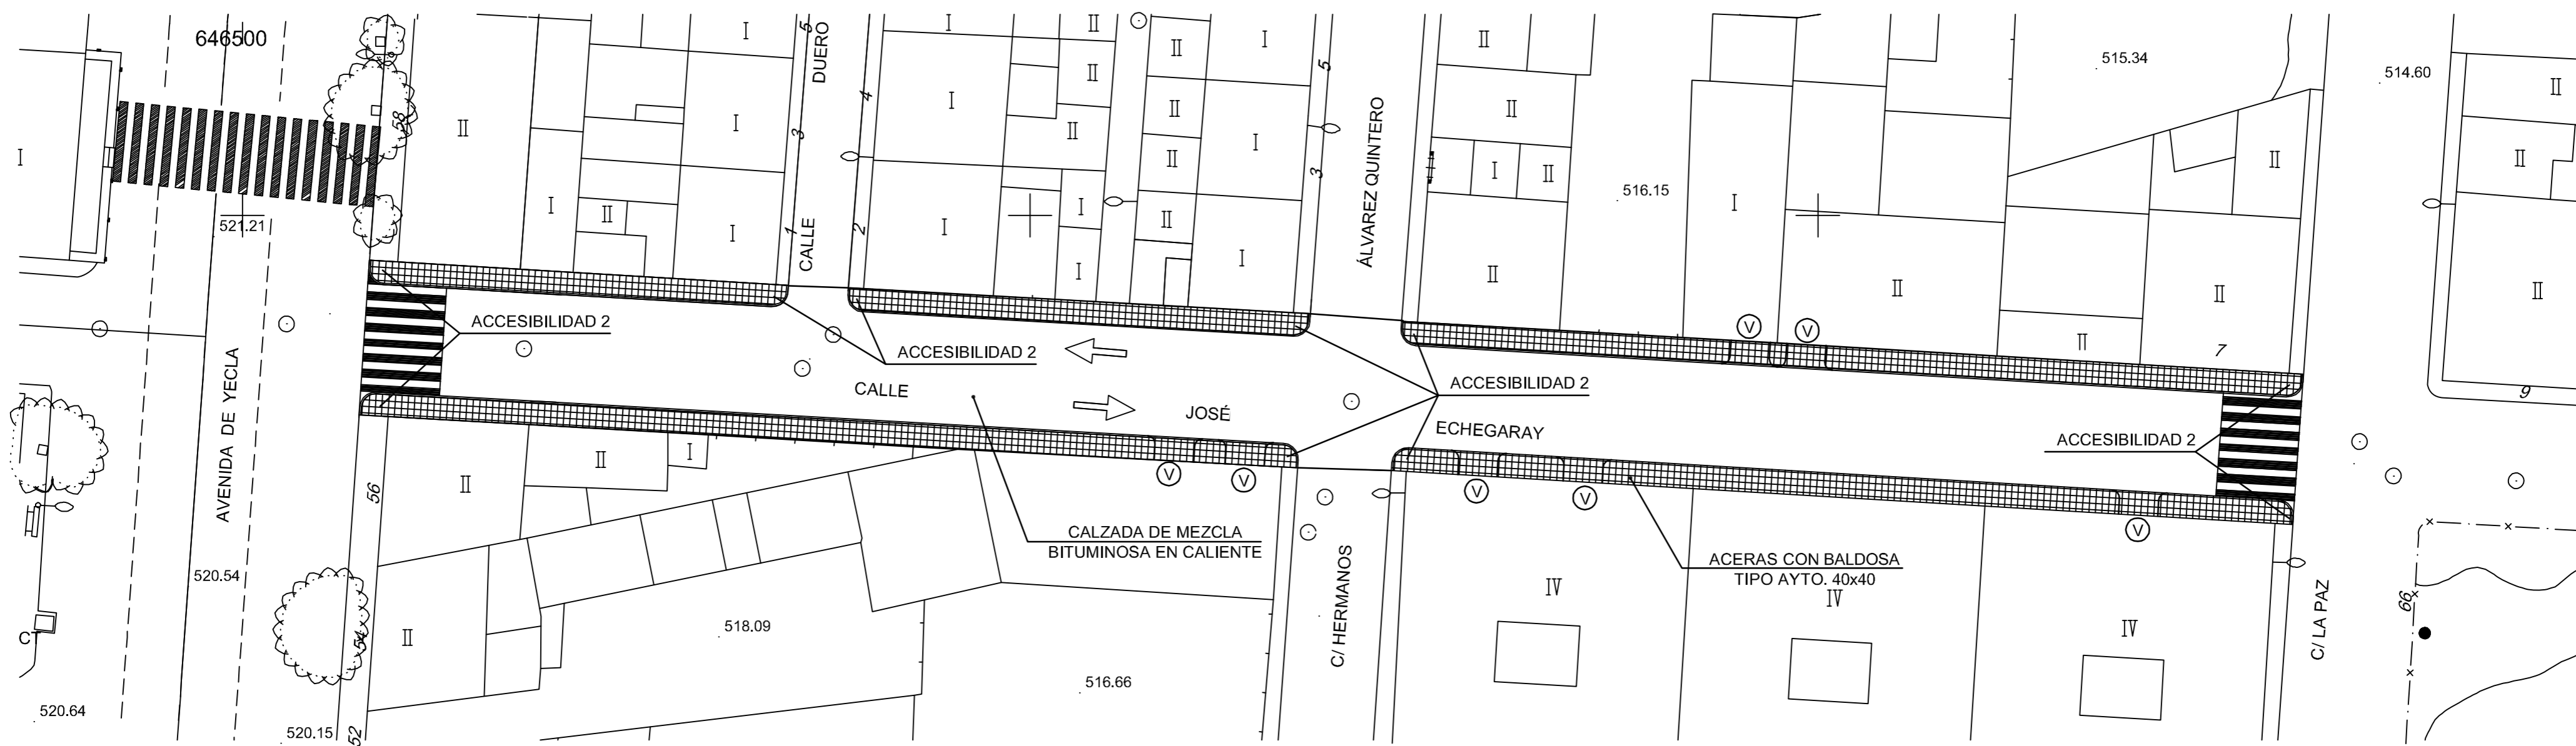 646500
58
I
II
I
II
I
I
I
5
DUERO
3
1
CALLE
4
2
I
I
I
II
II
II
I
I
II
II
II
II
I
I
I
5
3
ÁLVAREZ QUINTERO
II
II
I
II
II
516.15
I
515.34
II
II
II
II
7
514.60
II
II
II
9
521.21
ACCESIBILIDAD 2
ACCESIBILIDAD 2
ACCESIBILIDAD 2
ACCESIBILIDAD 2
V
V
CALLE
JOSÉ
ECHEGARAY
AVENIDA DE YECLA
56
II
II
I
V
V
V
V
V
CALZADA DE MEZCLA
BITUMINOSA EN CALIENTE
ACERAS CON BALDOSA
TIPO AYTO. 40x40
IV
IV
IV
C/ HERMANOS
C/ LA PAZ
66
520.54
CT
54
II
518.09
516.66
520.64
520.15
52